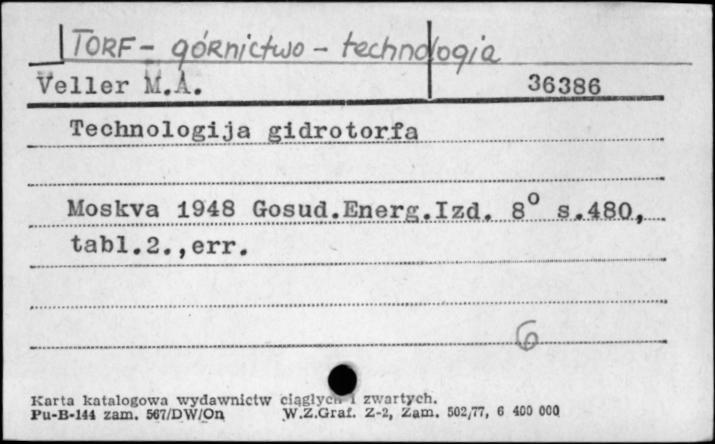 TORF - górnictwo - technologia
Veller M.A. 36386
Technologija gidrotorfa
Moskva 1948 Gosud.Energ.Izd. 8° s.480,
tabl.2.,err.
6
Karta katalogowa wydawnictw ciągłych i zwartych.
Pu-B-144 zam. 567/DW/On W.Z.Graf. Z-2, Zam. 502/77, 6 400 000